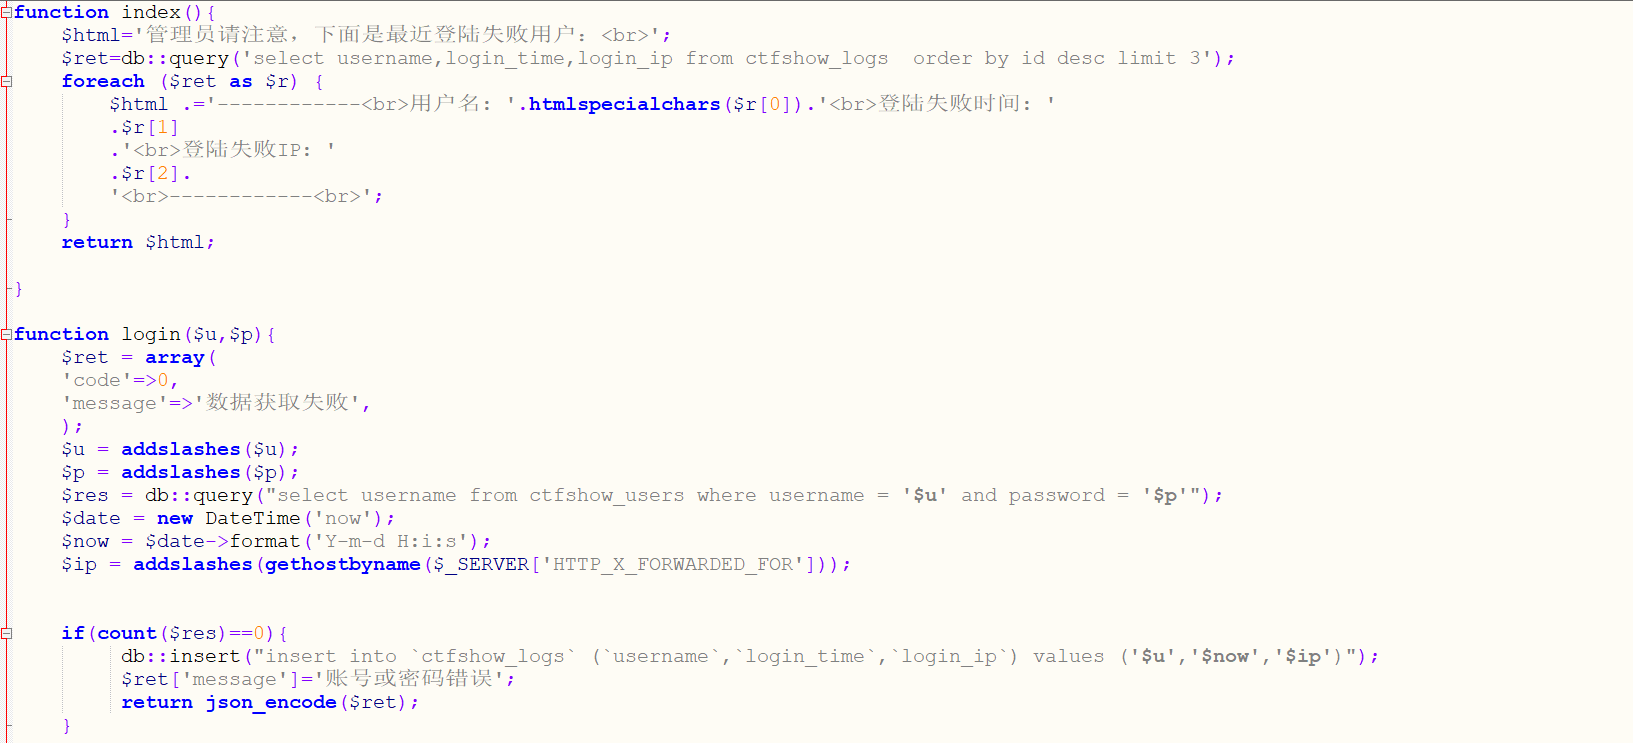 function index(){
    $html='管理员请注意，下面是最近登陆失败用户：<br>';
    $ret=db::query('select username,login_time,login_ip from ctfshow_logs  order by id desc limit 3');
    foreach ($ret as $r) {
        $html .='------------<br>用户名：'.htmlspecialchars($r[0]).'<br>登陆失败时间：'
        .$r[1]
        .'<br>登陆失败IP：'
        .$r[2].
        '<br>------------<br>';
    }
    return $html;
}
function login($u,$p){
    $ret = array(
    'code'=>0,
    'message'=>'数据获取失败',
    );
    $u = addslashes($u);
    $p = addslashes($p);
    $res = db::query("select username from ctfshow_users where username = '$u' and password = '$p'");
    $date = new DateTime('now');
    $now = $date->format('Y-m-d H:i:s');
    $ip = addslashes(gethostbyname($_SERVER['HTTP_X_FORWARDED_FOR']));
    if(count($res)==0){
         db::insert("insert into `ctfshow_logs` (`username`,`login_time`,`login_ip`) values ('$u','$now','$ip')");
         $ret['message']='账号或密码错误';
         return json_encode($ret);
    }